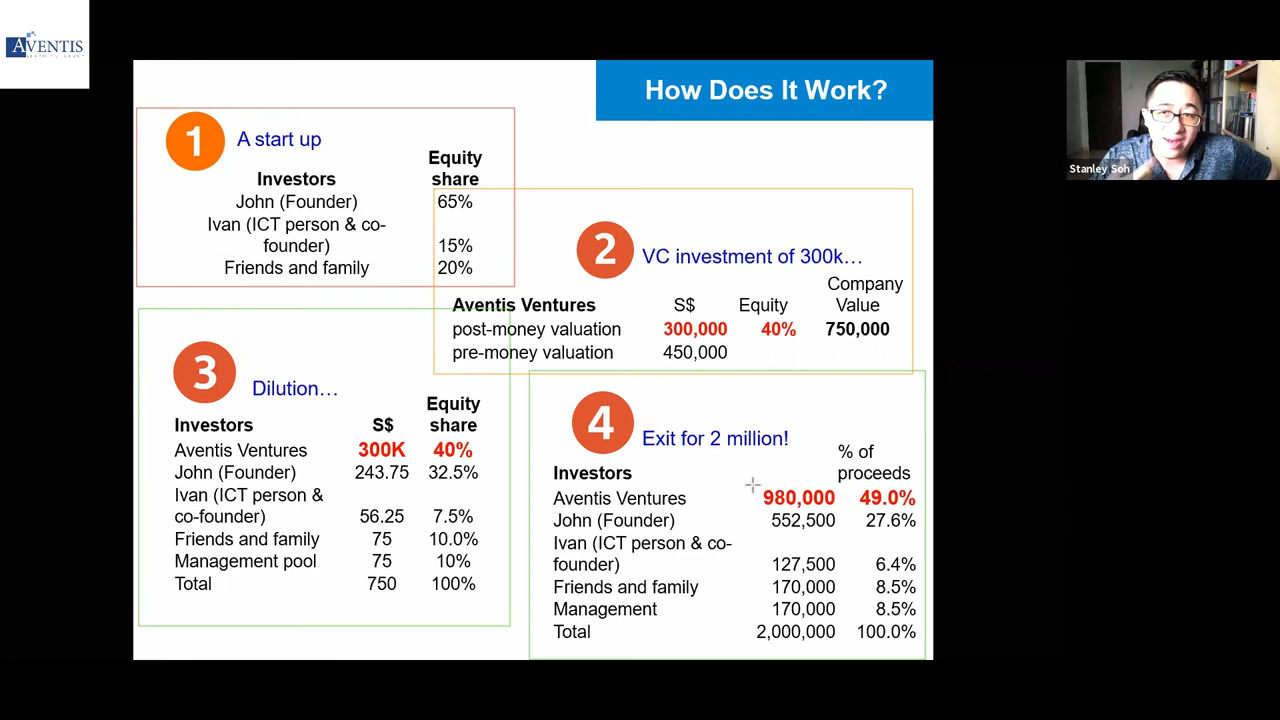 AVENTIS
LEARNING GROUP
How Does It Work?
1
A start up
Investors Equity share
John (Founder) 65%
Ivan (ICT person & co-
founder) 15%
Friends and family 20%
2
VC investment of 300k…
Company
Aventis Ventures S$ Equity Value
post-money valuation 300,000 40% 750,000
pre-money valuation 450,000
3
Dilution…
Equity
Investors S$ share
Aventis Ventures 300K 40%
John (Founder) 243.75 32.5%
Ivan (ICT person &
co-founder) 56.25 7.5%
Friends and family 75 10.0%
Management pool 75 10%
Total 750 100%
4
Exit for 2 million!
% of
Investors proceeds
Aventis Ventures 980,000 49.0%
John (Founder) 552,500 27.6%
Ivan (ICT person & co-
founder) 127,500 6.4%
Friends and family 170,000 8.5%
Management 170,000 8.5%
Total 2,000,000 100.0%
Stanley Soh